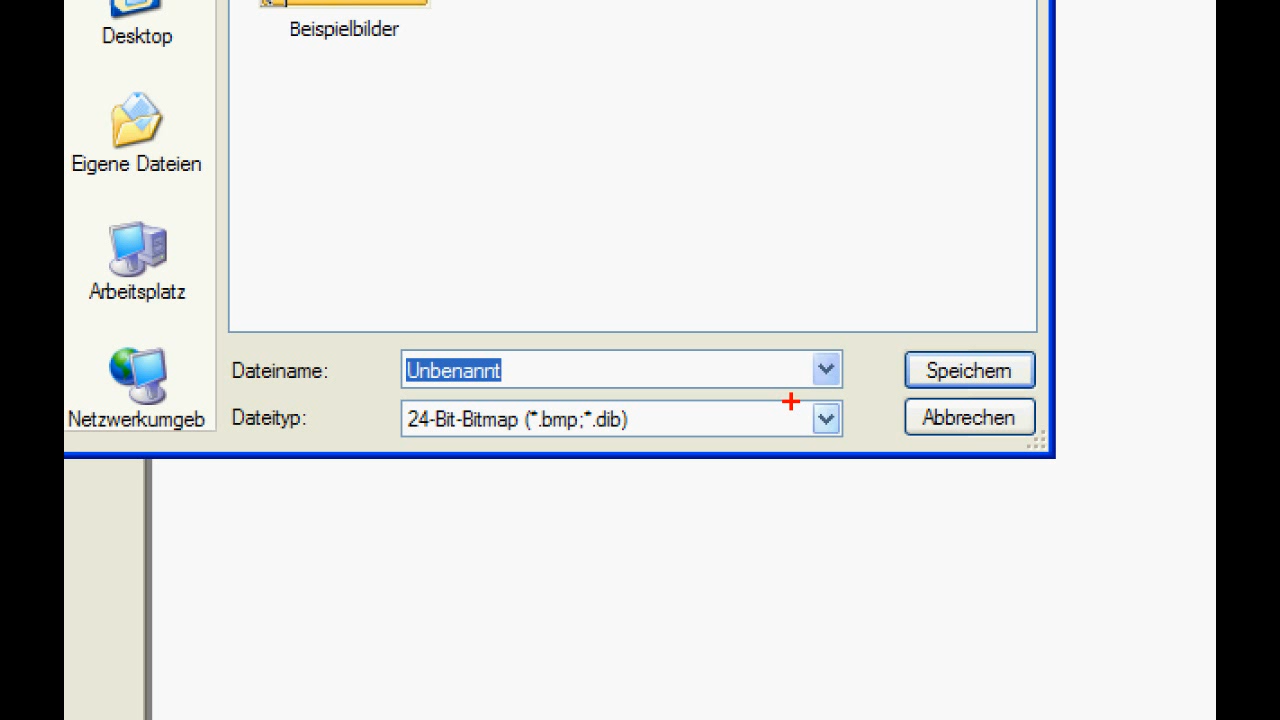 Desktop
Beispielbilder
Eigene Dateien
Arbeitsplatz
Netzwerkumgeb
Dateiname:
Unbenannt
Speichern
Dateityp:
24-Bit-Bitmap (*.bmp;*.dib)
Abbrechen